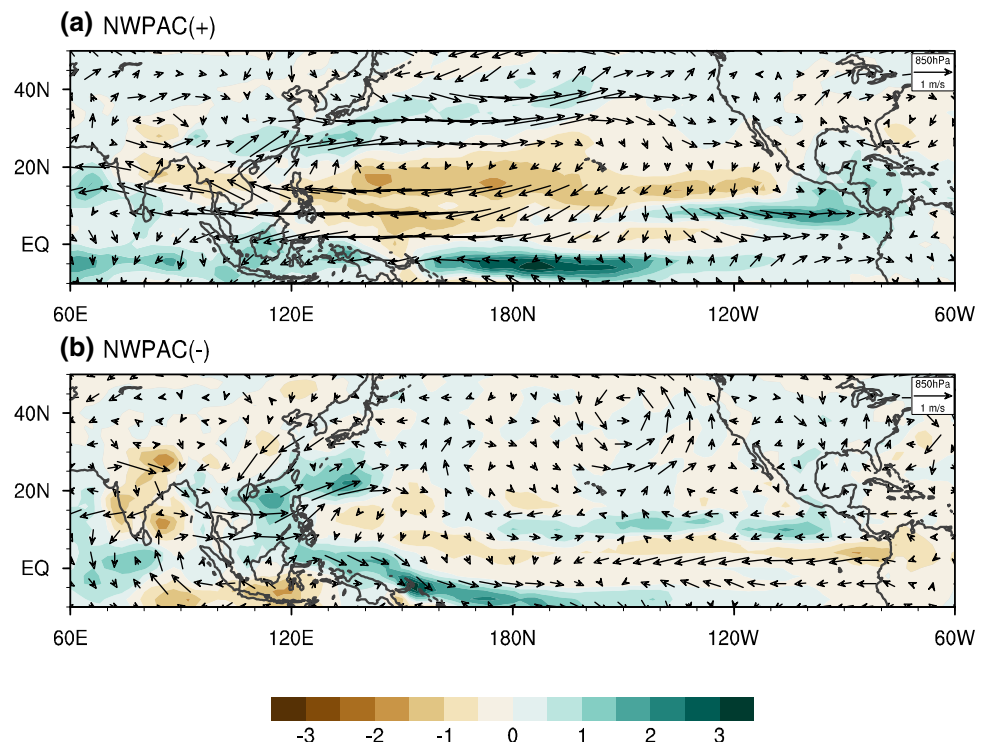 (a) NWPAC(+)
850hPa
1 m/s
40N
20N
EQ
60E 120E 180N 120W 60W
(b) NWPAC(-)
850hPa
1 m/s
40N
20N
EQ
60E 120E 180N 120W 60W
-3 -2 -1 0 1 2 3